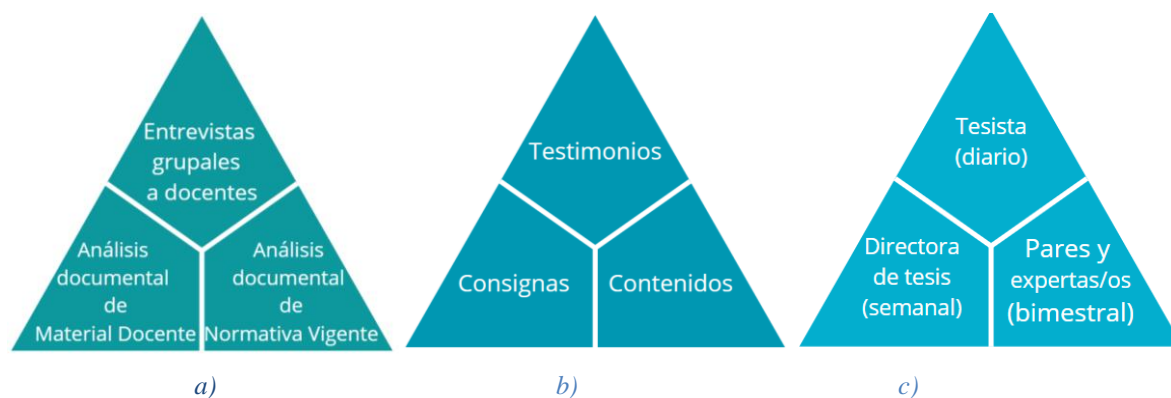 Entrevistas
grupales
a docentes
Análisis
documental
de
Material Docente
Análisis
documental
de
Normativa Vigente
a)
Testimonios
Consignas
Contenidos
b)
Tesista
(diario)
Directora
de tesis
(semanal)
Pares y
expertas/os
(bimestral)
c)